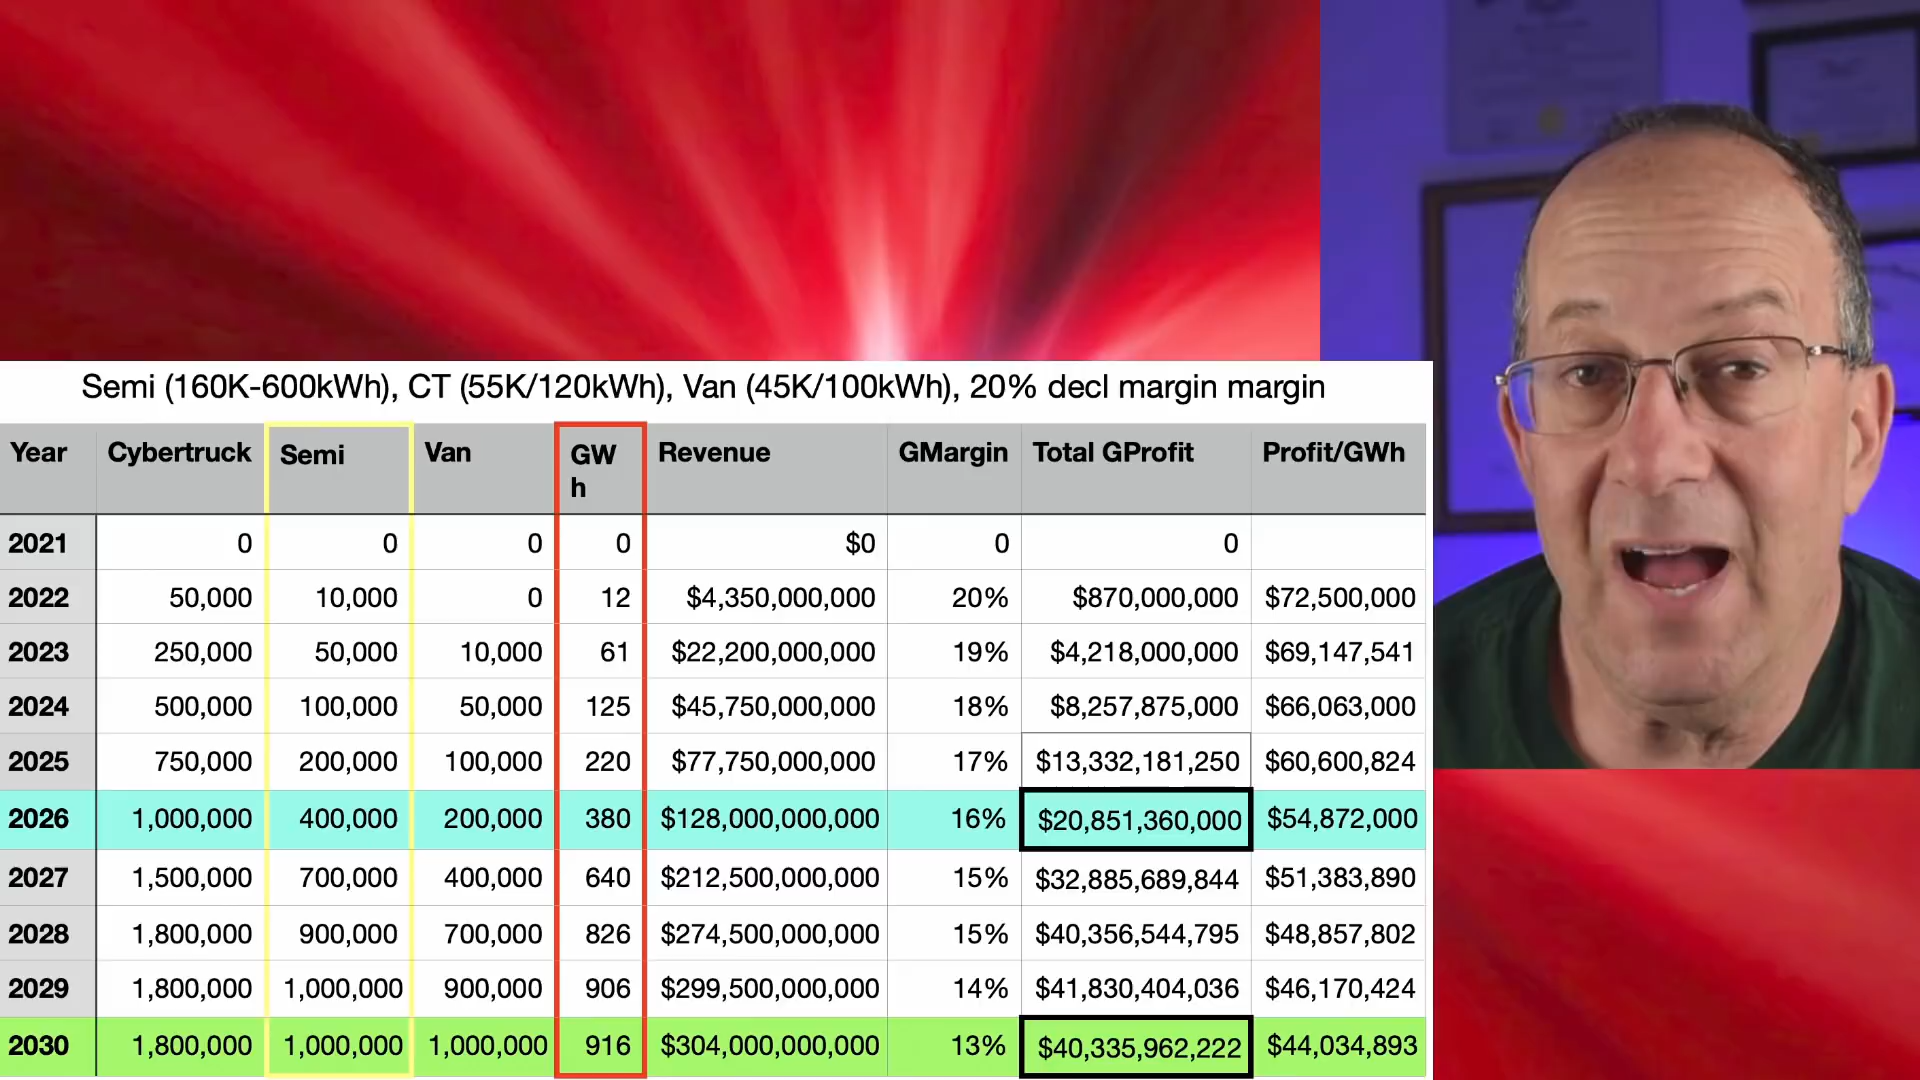 Semi (160K-600kWh), CT (55K/120kWh), Van (45K/100kWh), 20% decl margin margin
Year Cybertruck Semi Van GW h Revenue GMargin Total GProfit Profit/GWh
2021 0 0 0 0 $0 0 0
2022 50,000 10,000 0 12 $4,350,000,000 20% $870,000,000 $72,500,000
2023 250,000 50,000 10,000 61 $22,200,000,000 19% $4,218,000,000 $69,147,541
2024 500,000 100,000 50,000 125 $45,750,000,000 18% $8,257,875,000 $66,063,000
2025 750,000 200,000 100,000 220 $77,750,000,000 17% $13,332,181,250 $60,600,824
2026 1,000,000 400,000 200,000 380 $128,000,000,000 16% $20,851,360,000 $54,872,000
2027 1,500,000 700,000 400,000 640 $212,500,000,000 15% $32,885,689,844 $51,383,890
2028 1,800,000 900,000 700,000 826 $274,500,000,000 15% $40,356,544,795 $48,857,802
2029 1,800,000 1,000,000 900,000 906 $299,500,000,000 14% $41,830,404,036 $46,170,424
2030 1,800,000 1,000,000 1,000,000 916 $304,000,000,000 13% $40,335,962,222 $44,034,893